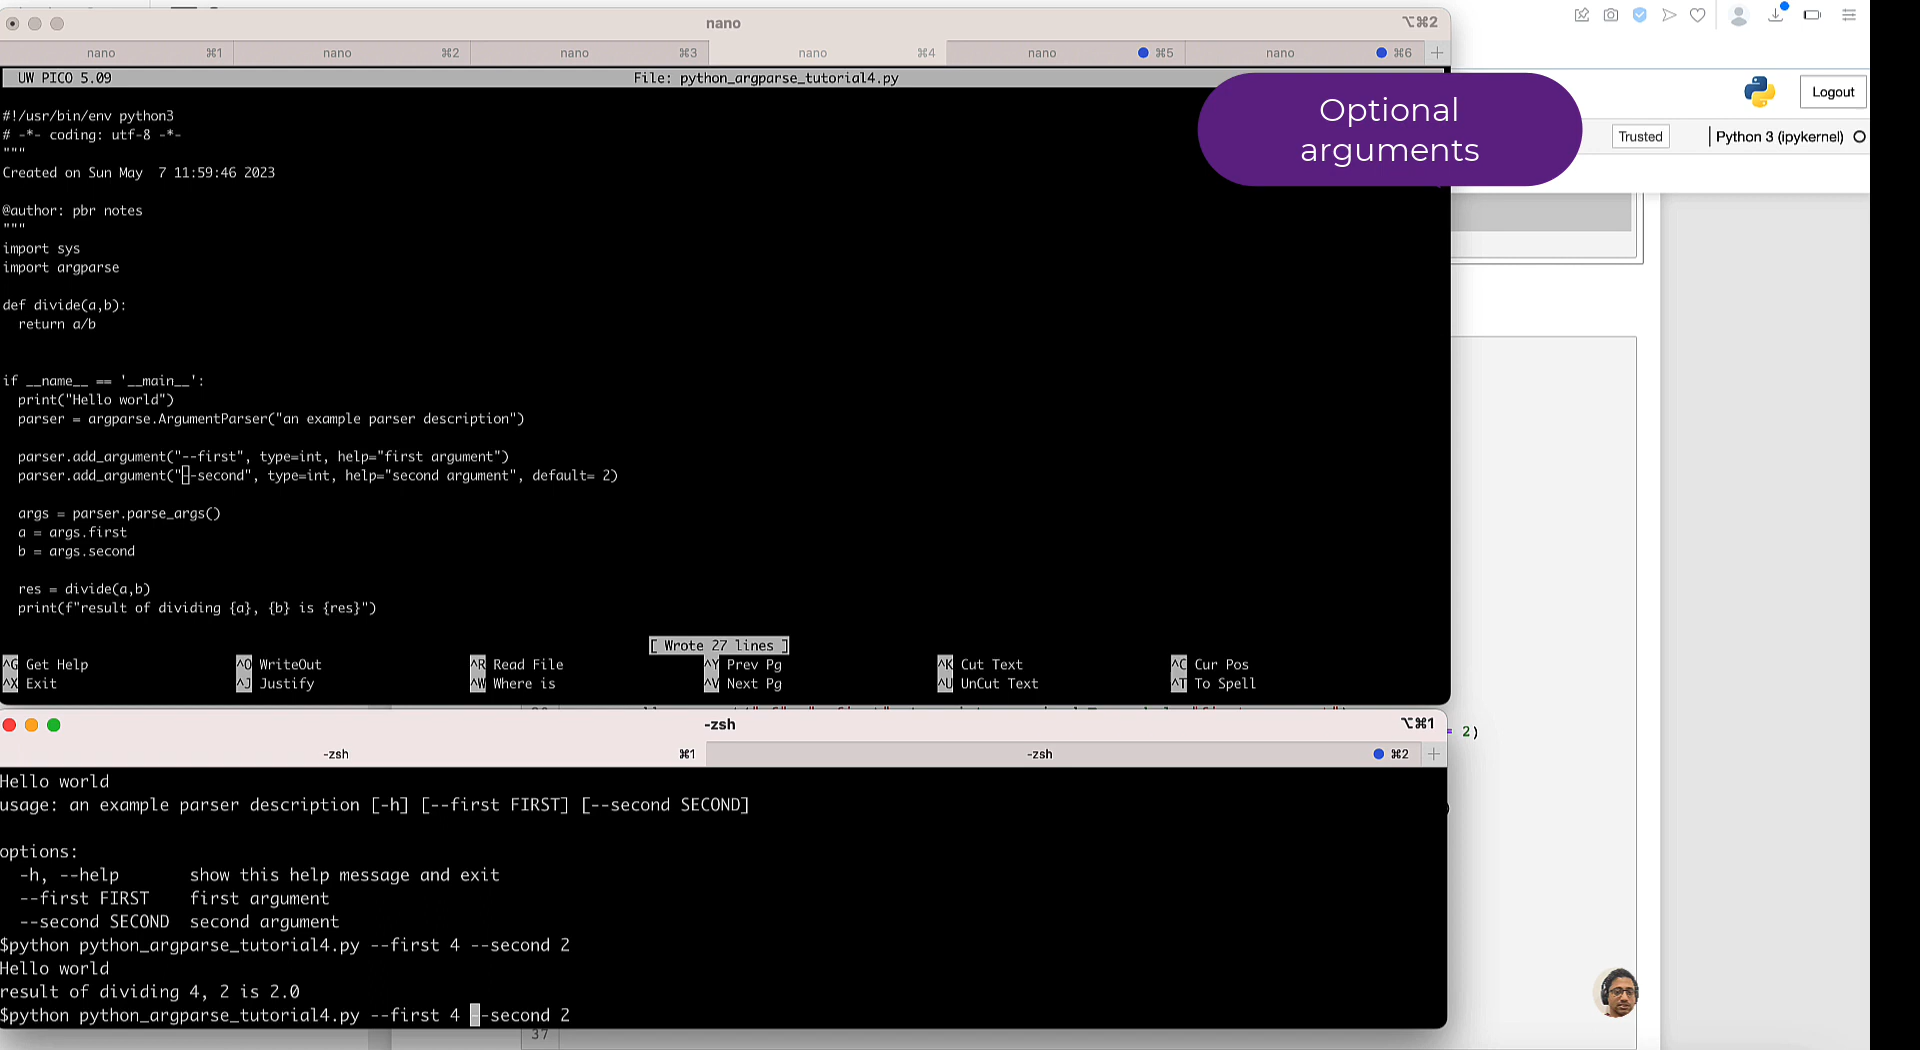 nano
⌥⌘2
nano ⌘1 nano ⌘2 nano ⌘3 nano ⌘4 nano ⌘5 nano ⌘6
UW PICO 5.09 File: python_argparse_tutorial4.py
Optional
arguments
Logout
Trusted
Python 3 (ipykernel)
#!/usr/bin/env python3
# -*- coding: utf-8 -*-
"""
Created on Sun May  7 11:59:46 2023
@author: pbr notes
"""
import sys
import argparse
def divide(a,b):
  return a/b
if __name__ == '__main__':
  print("Hello world")
  parser = argparse.ArgumentParser("an example parser description")
  parser.add_argument("--first", type=int, help="first argument")
  parser.add_argument("--second", type=int, help="second argument", default= 2)
  args = parser.parse_args()
  a = args.first
  b = args.second
  res = divide(a,b)
  print(f"result of dividing {a}, {b} is {res}")
[ Wrote 27 lines ]
^G Get Help ^O WriteOut ^R Read File ^Y Prev Pg ^K Cut Text ^C Cur Pos
^X Exit ^J Justify ^W Where is ^V Next Pg ^U UnCut Text ^T To Spell
-zsh
⌥⌘1
= 2)
-zsh ⌘1 -zsh ⌘2
Hello world
usage: an example parser description [-h] [--first FIRST] [--second SECOND]
options:
  -h, --help       show this help message and exit
  --first FIRST    first argument
  --second SECOND  second argument
$python python_argparse_tutorial4.py --first 4 --second 2
Hello world
result of dividing 4, 2 is 2.0
$python python_argparse_tutorial4.py --first 4 --second 2
37